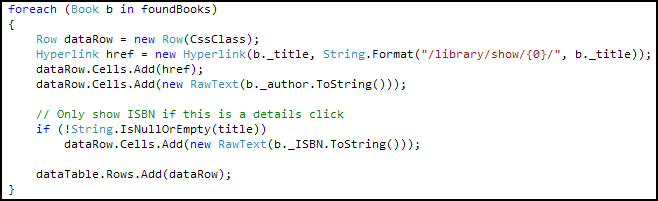 foreach (Book b in foundBooks)
{
    Row dataRow = new Row(CssClass);
    Hyperlink href = new Hyperlink(b._title, String.Format("/library/show/{0}/", b._title));
    dataRow.Cells.Add(href);
    dataRow.Cells.Add(new RawText(b._author.ToString()));

    // Only show ISBN if this is a details click
    if (!String.IsNullOrEmpty(title))
        dataRow.Cells.Add(new RawText(b._ISBN.ToString()));

    dataTable.Rows.Add(dataRow);
}